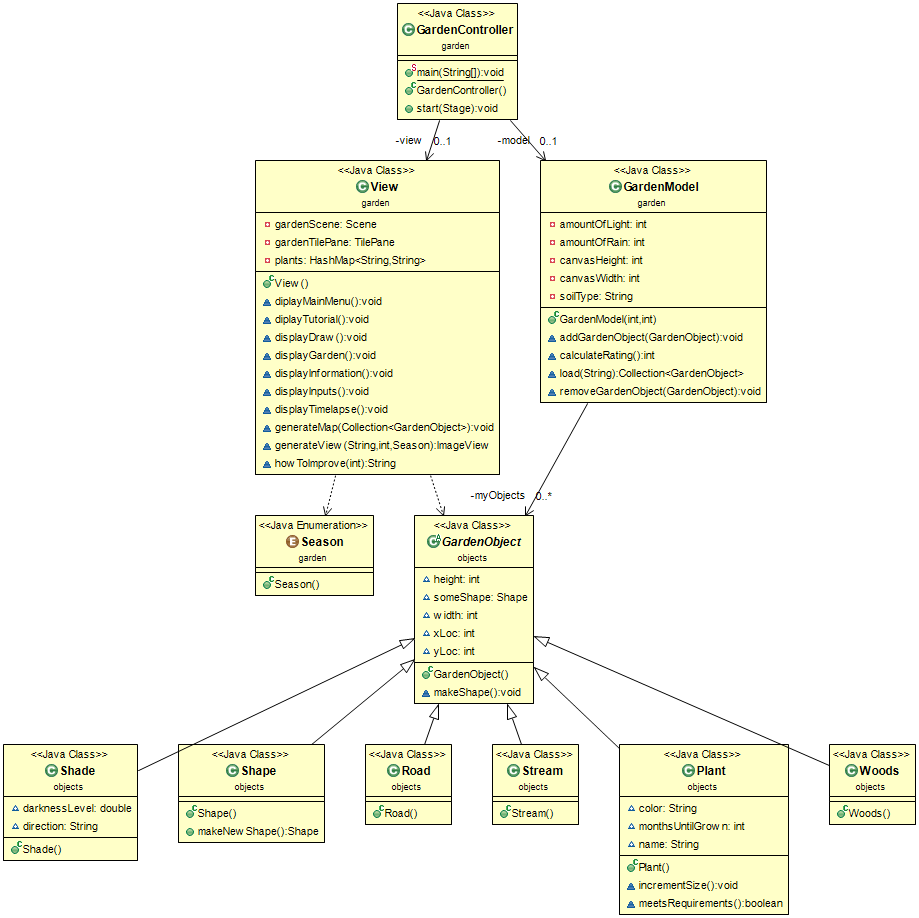 <<Java Class>>
GardenController
garden
main(String[]):void
GardenController()
start(Stage):void
-view 0..1
-model 0..1
<<Java Class>>
View
garden
gardenScene: Scene
gardenTilePane: TilePane
plants: HashMap<String,String>
View()
diplayMainMenu():void
diplayTutorial():void
displayDraw():void
displayGarden():void
displayInformation():void
displayInputs():void
displayTimelapse():void
generateMap(Collection<GardenObject>):void
generateView(String,int,Season):ImageView
howToImprove(int):String
<<Java Class>>
GardenModel
garden
amountOfLight: int
amountOfRain: int
canvasHeight: int
canvasWidth: int
soilType: String
GardenModel(int,int)
addGardenObject(GardenObject):void
calculateRating():int
load(String):Collection<GardenObject>
removeGardenObject(GardenObject):void
-myObjects 0..*
<<Java Enumeration>>
Season
garden
Season()
<<Java Class>>
GardenObject
objects
height: int
someShape: Shape
width: int
xLoc: int
yLoc: int
GardenObject()
makeShape():void
<<Java Class>>
Shade
objects
darknessLevel: double
direction: String
Shade()
<<Java Class>>
Shape
objects
Shape()
makeNewShape():Shape
<<Java Class>>
Road
objects
Road()
<<Java Class>>
Stream
objects
Stream()
<<Java Class>>
Plant
objects
color: String
monthsUntilGrown: int
name: String
Plant()
incrementSize():void
meetsRequirements():boolean
<<Java Class>>
Woods
objects
Woods()